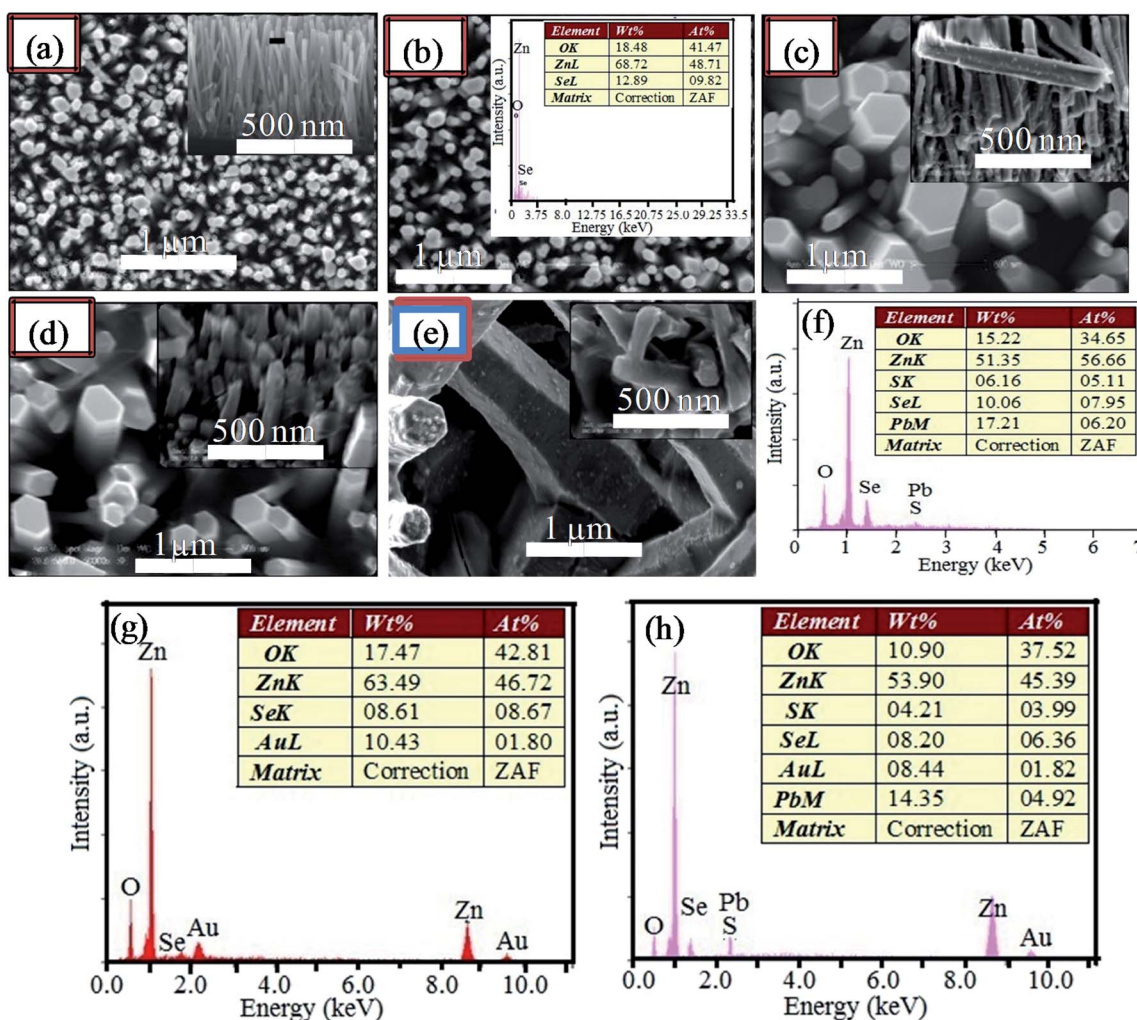 (a)
500 nm
1 μm
(b)
Element Wt% At%
OK 18.48 41.47
ZnL 68.72 48.71
SeL 12.89 09.82
Matrix Correction ZAF
Zn
O
Se
Se
Intensity (a.u.)
0 3.75 8.0 12.75 16.5 20.75 25.0 29.25 33.5
Energy (keV)
1 μm
(c)
500 nm
1 μm
(d)
500 nm
1 μm
(e)
500 nm
1 μm
(f)
Element Wt% At%
OK 15.22 34.65
ZnK 51.35 56.66
SK 06.16 05.11
SeL 10.06 07.95
PbM 17.21 06.20
Matrix Correction ZAF
Zn
O
Se
Pb
S
Intensity (a.u.)
0 1 2 3 4 5 6 7
Energy (keV)
(g)
Element Wt% At%
OK 17.47 42.81
ZnK 63.49 46.72
SeK 08.61 08.67
AuL 10.43 01.80
Matrix Correction ZAF
Zn
O
Se
Au
Zn
Au
Intensity (a.u.)
0 2.0 4.0 6.0 8.0 10.0
Energy (keV)
(h)
Element Wt% At%
OK 10.90 37.52
ZnK 53.90 45.39
SK 04.21 03.99
SeL 08.20 06.36
AuL 08.44 01.82
PbM 14.35 04.92
Matrix Correction ZAF
Zn
O
Se
Pb
S
Zn
Au
Intensity (a.u.)
0.0 2.0 4.0 6.0 8.0 10.0
Energy (keV)